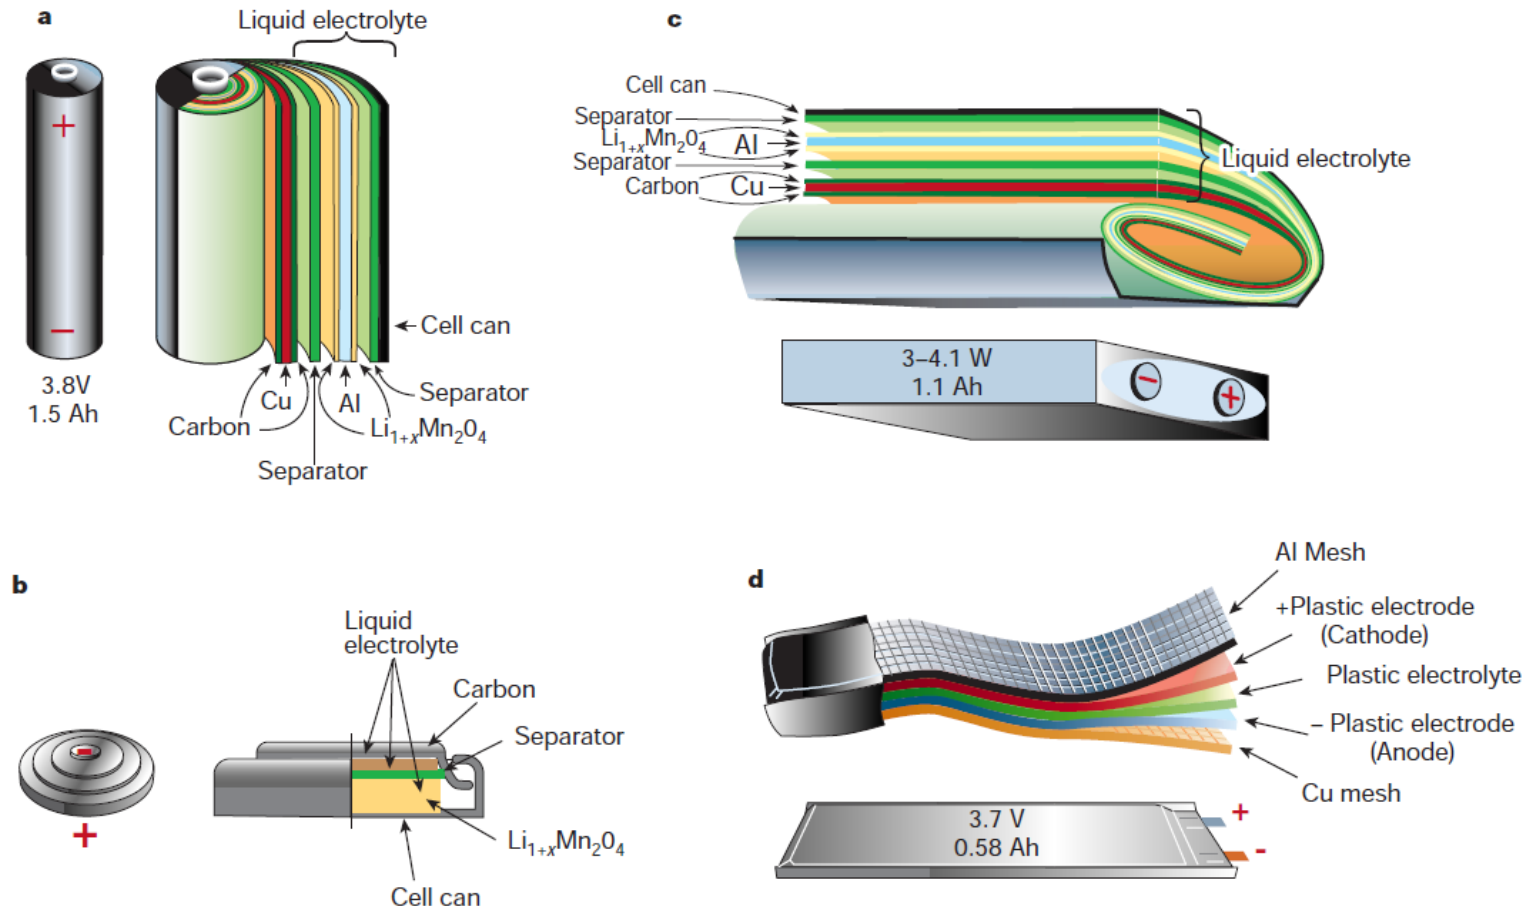 a
Liquid electrolyte
+
−
3.8V
1.5 Ah
Cell can
Separator
Cu
Al
Carbon
Li1+xMn2O4
Separator
c
Cell can
Separator
Li1+xMn2O4
Al
Separator
Carbon
Cu
Liquid electrolyte
3–4.1 W
1.1 Ah
−
+
b
Liquid
electrolyte
Carbon
Separator
Li1+xMn2O4
Cell can
-
+
d
Al Mesh
+Plastic electrode
(Cathode)
Plastic electrolyte
– Plastic electrode
(Anode)
Cu mesh
3.7 V
0.58 Ah
+
-